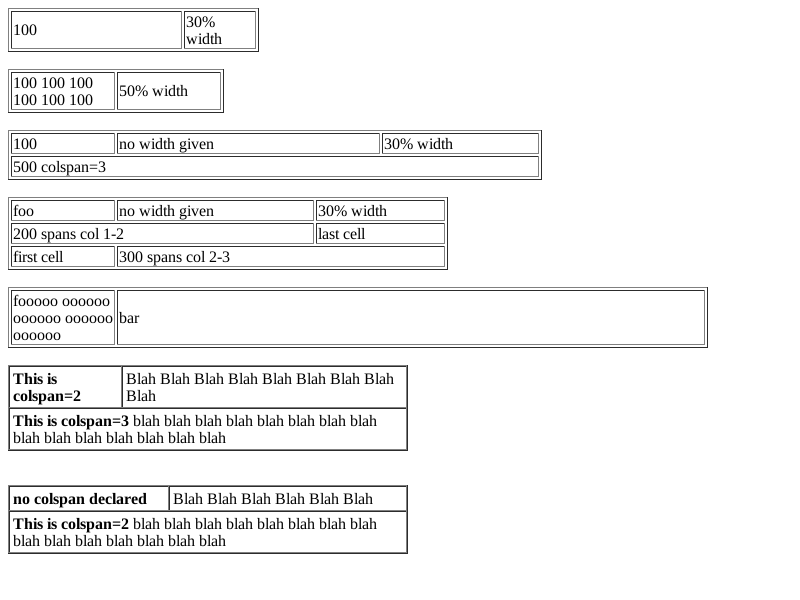 100
30%
width
100 100 100
100 100 100
50% width
100
no width given
30% width
500 colspan=3
foo
no width given
30% width
200 spans col 1-2
last cell
first cell
300 spans col 2-3
fooooo oooooo
oooooo oooooo
oooooo
bar
This is
colspan=2
Blah Blah Blah Blah Blah Blah Blah Blah
Blah
This is colspan=3 blah blah blah blah blah blah blah blah
blah blah blah blah blah blah blah
no colspan declared
Blah Blah Blah Blah Blah Blah
This is colspan=2 blah blah blah blah blah blah blah blah
blah blah blah blah blah blah blah